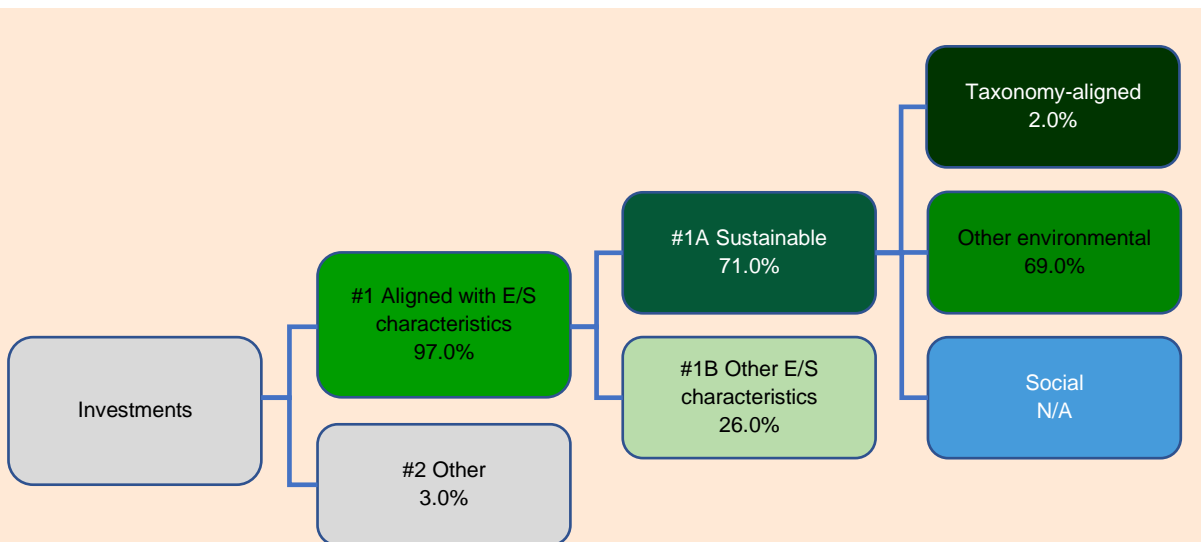 Investments
#1 Aligned with E/S
characteristics
97.0%
#2 Other
3.0%
#1A Sustainable
71.0%
#1B Other E/S
characteristics
26.0%
Taxonomy-aligned
2.0%
Other environmental
69.0%
Social
N/A